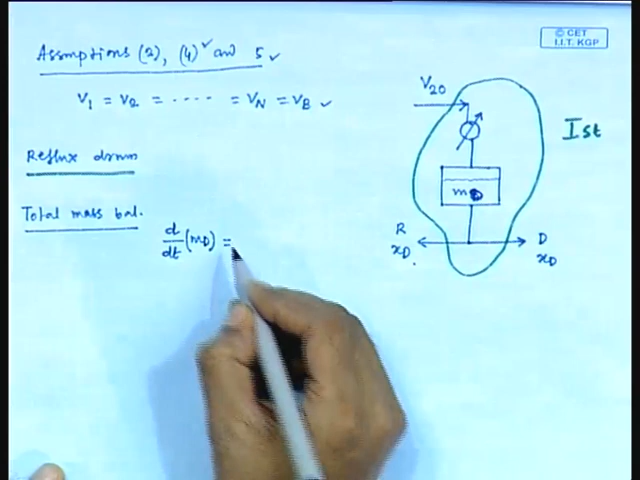 © CET
I.I.T. KGP
Assmptions (2), (4)✓ and 5 ✓
V1 = V2 = ..... = VN = VB ✓
Reflux drum
Total mass bal.
d/dt (mD) =
V20
Ist
mD
R
xD
D
xD